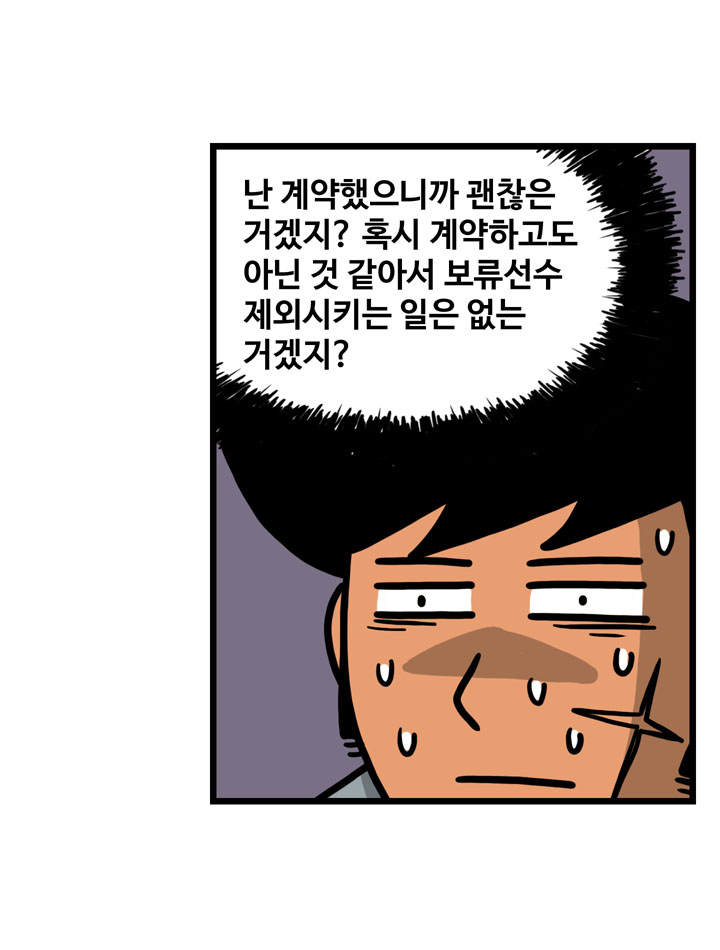 난 계약했으니까 괜찮은
거겠지? 혹시 계약하고도
아닌 것 같아서 보류선수
제외시키는 일은 없는
거겠지?